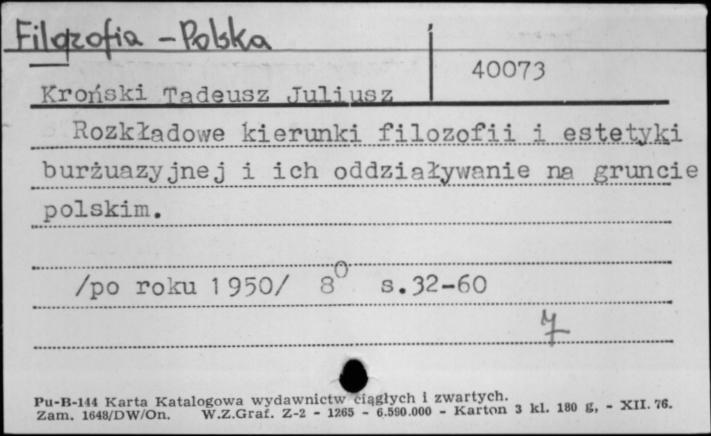 Filozofia - Polska
40073
Kroński Tadeusz Juliusz
Rozkładowe kierunki filozofii i estetyki
burżuazyjnej i ich oddziaływanie na gruncie
polskim.
/po roku 1950/ 8° s.32-60
7
Pu-B-144 Karta Katalogowa wydawnictw ciągłych i zwartych.
Zam. 1648/DW/On. W.Z.Graf. Z-2 - 1265 - 6.590.000 - Karton 3 kl. 180 g, - XII. 76.